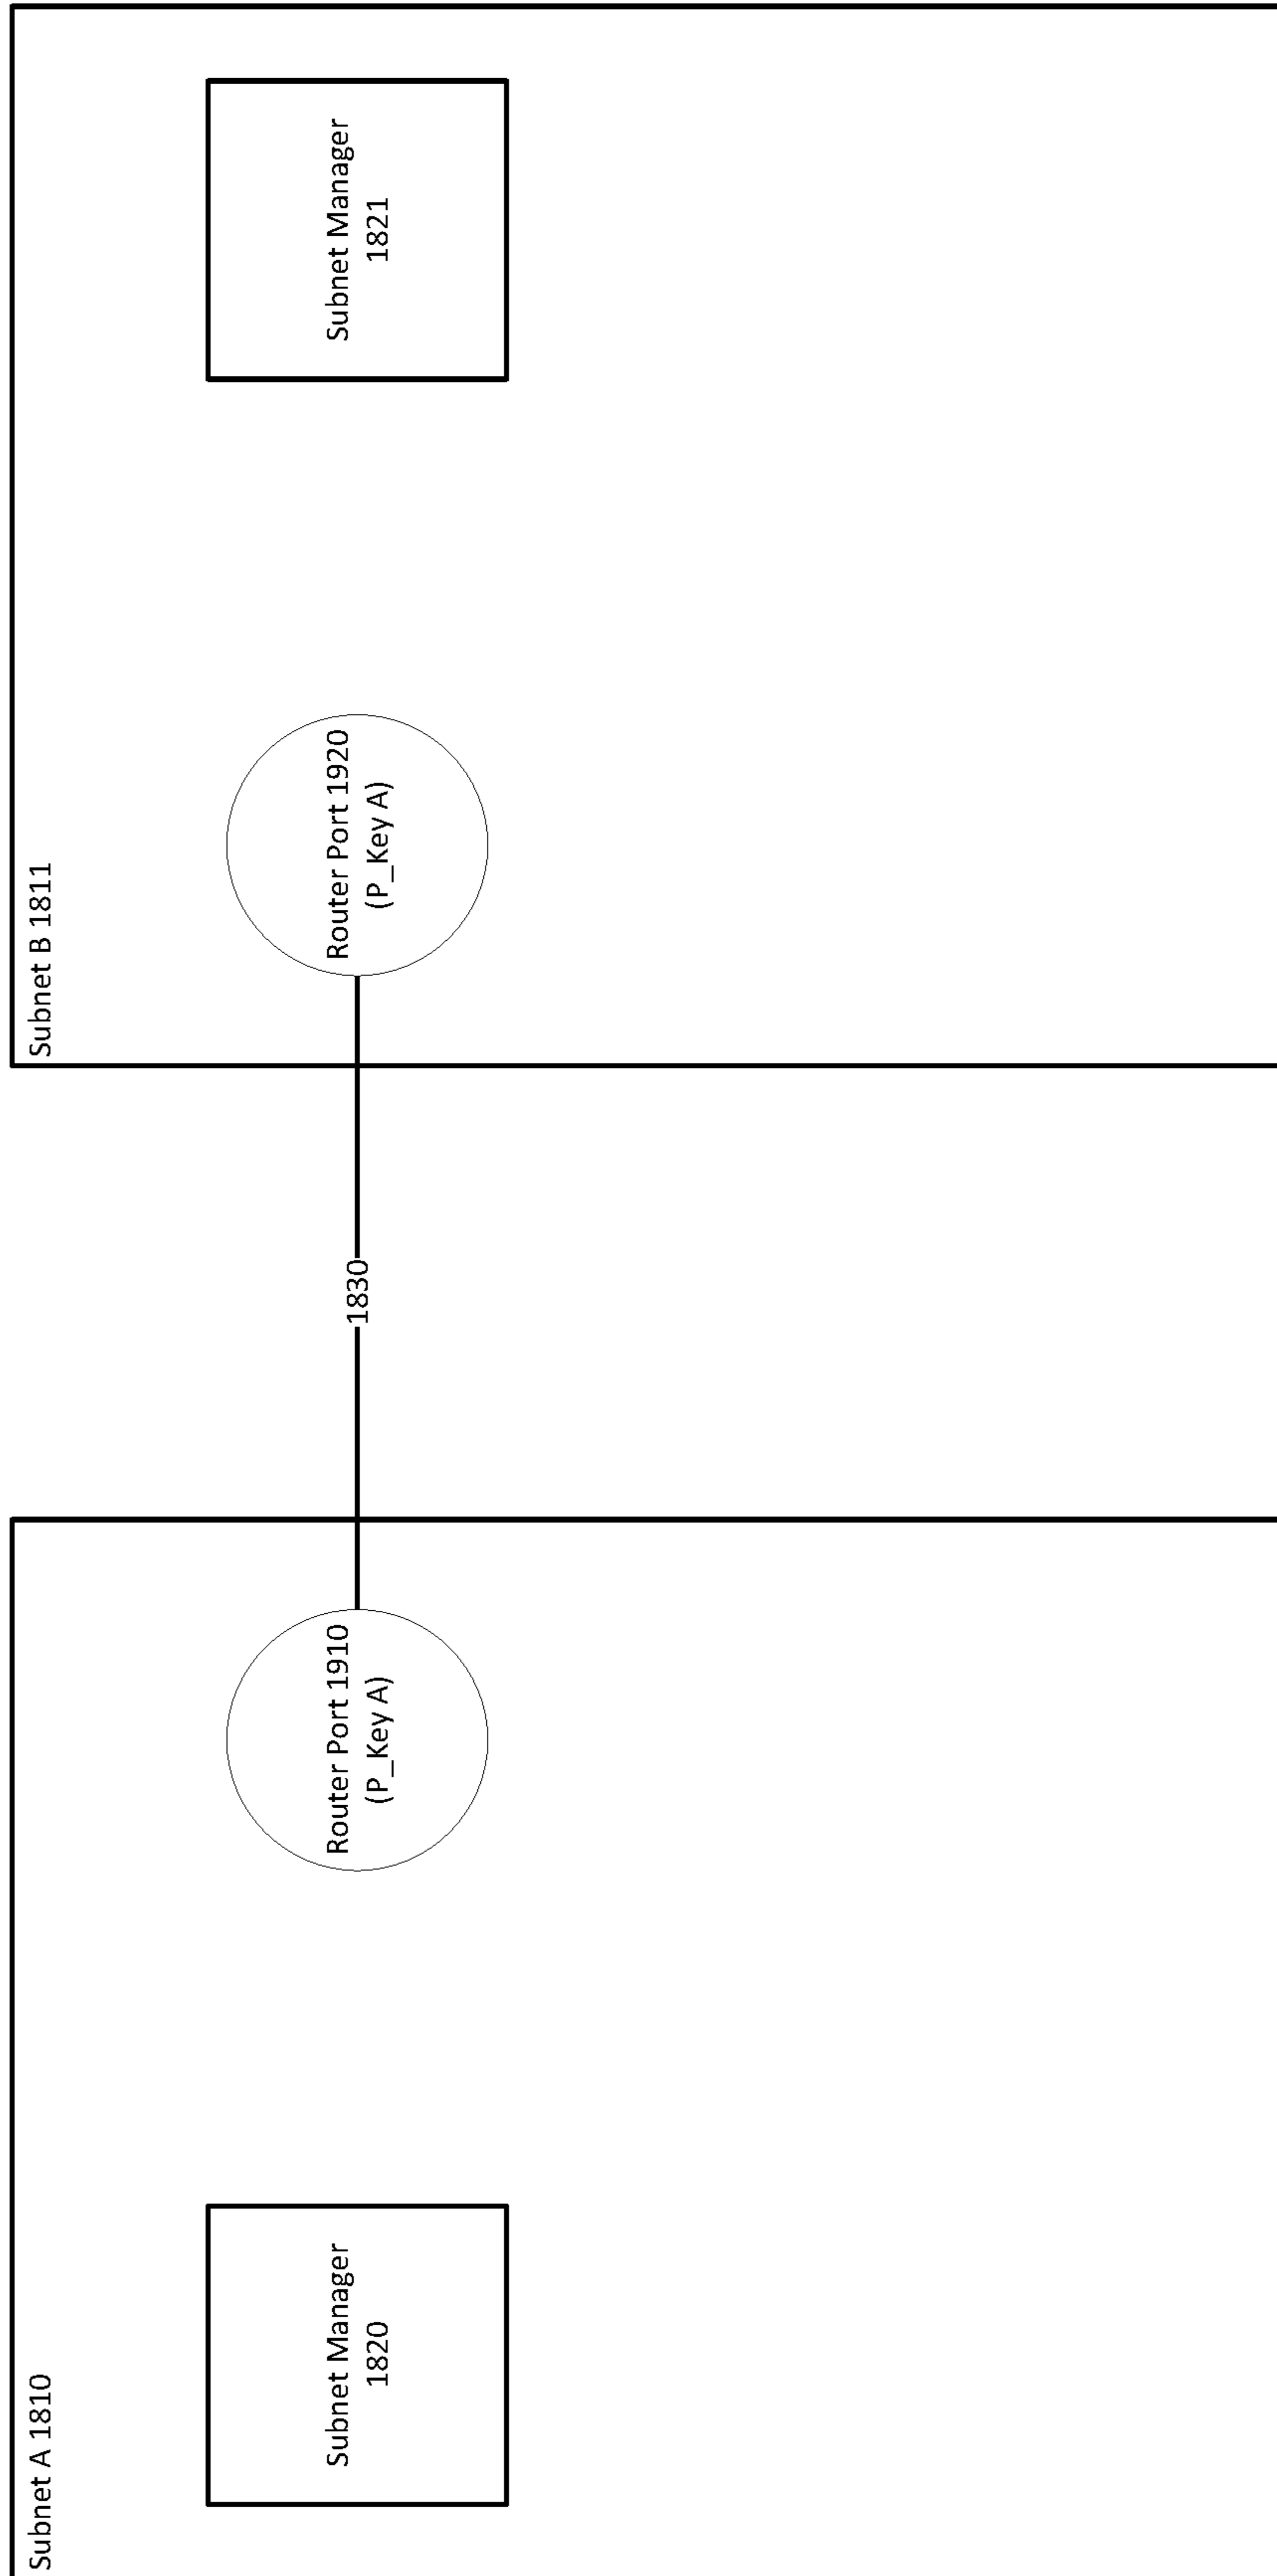 Subnet A 1810
Subnet Manager
1820
Router Port 1910
(P_Key A)
1830
Subnet B 1811
Router Port 1920
(P_Key A)
Subnet Manager
1821